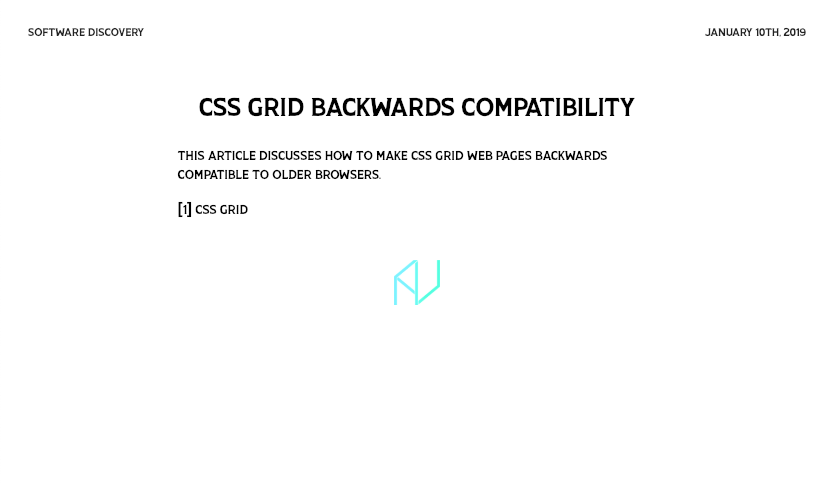 SOFTWARE DISCOVERY
JANUARY 10TH, 2019
CSS GRID BACKWARDS COMPATIBILITY
THIS ARTICLE DISCUSSES HOW TO MAKE CSS GRID WEB PAGES BACKWARDS
COMPATIBLE TO OLDER BROWSERS.
[1] CSS GRID